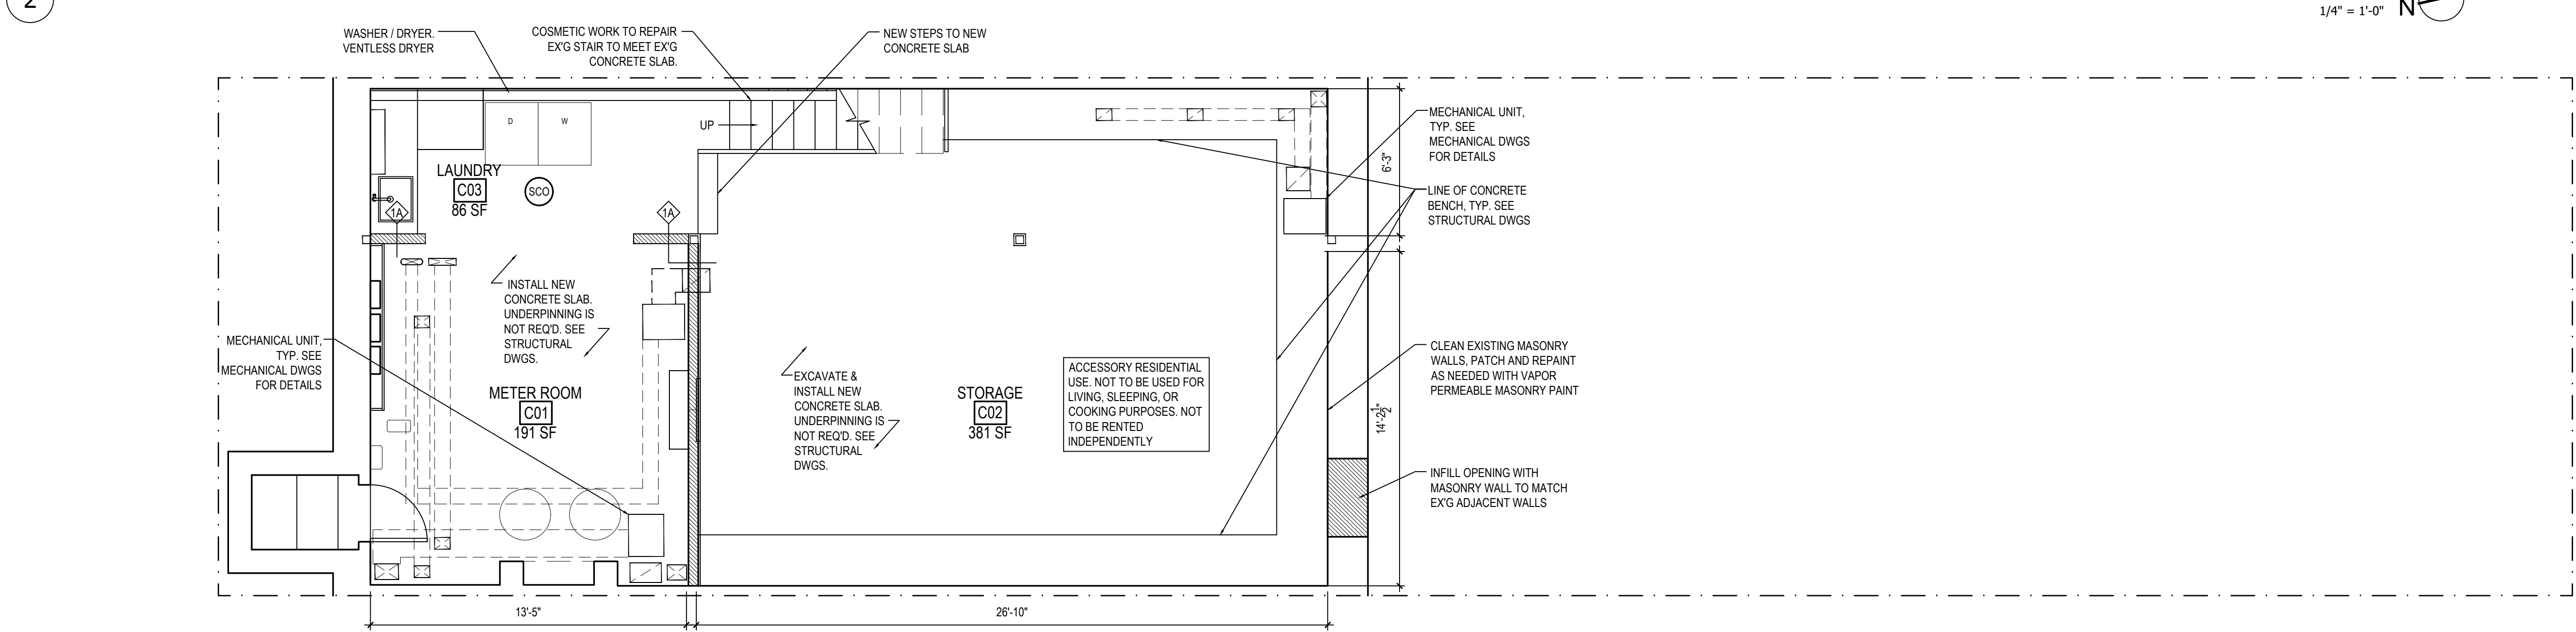 2
1/4" = 1'-0"
N
WASHER / DRYER.
VENTLESS DRYER
COSMETIC WORK TO REPAIR
EX'G STAIR TO MEET EX'G
CONCRETE SLAB.
NEW STEPS TO NEW
CONCRETE SLAB
D
W
UP
MECHANICAL UNIT,
TYP. SEE
MECHANICAL DWGS
FOR DETAILS
6'-3"
LAUNDRY
C03
86 SF
SCO
1A
1A
LINE OF CONCRETE
BENCH, TYP. SEE
STRUCTURAL DWGS
INSTALL NEW
CONCRETE SLAB.
UNDERPINNING IS
NOT REQ'D. SEE
STRUCTURAL
DWGS.
MECHANICAL UNIT,
TYP. SEE
MECHANICAL DWGS
FOR DETAILS
CLEAN EXISTING MASONRY
WALLS, PATCH AND REPAINT
AS NEEDED WITH VAPOR
PERMEABLE MASONRY PAINT
EXCAVATE &
INSTALL NEW
CONCRETE SLAB.
UNDERPINNING IS
NOT REQ'D. SEE
STRUCTURAL
DWGS.
ACCESSORY RESIDENTIAL
USE. NOT TO BE USED FOR
LIVING, SLEEPING, OR
COOKING PURPOSES. NOT
TO BE RENTED
INDEPENDENTLY
METER ROOM
C01
191 SF
STORAGE
C02
381 SF
14'-2 1/2"
INFILL OPENING WITH
MASONRY WALL TO MATCH
EX'G ADJACENT WALLS
13'-5"
26'-10"